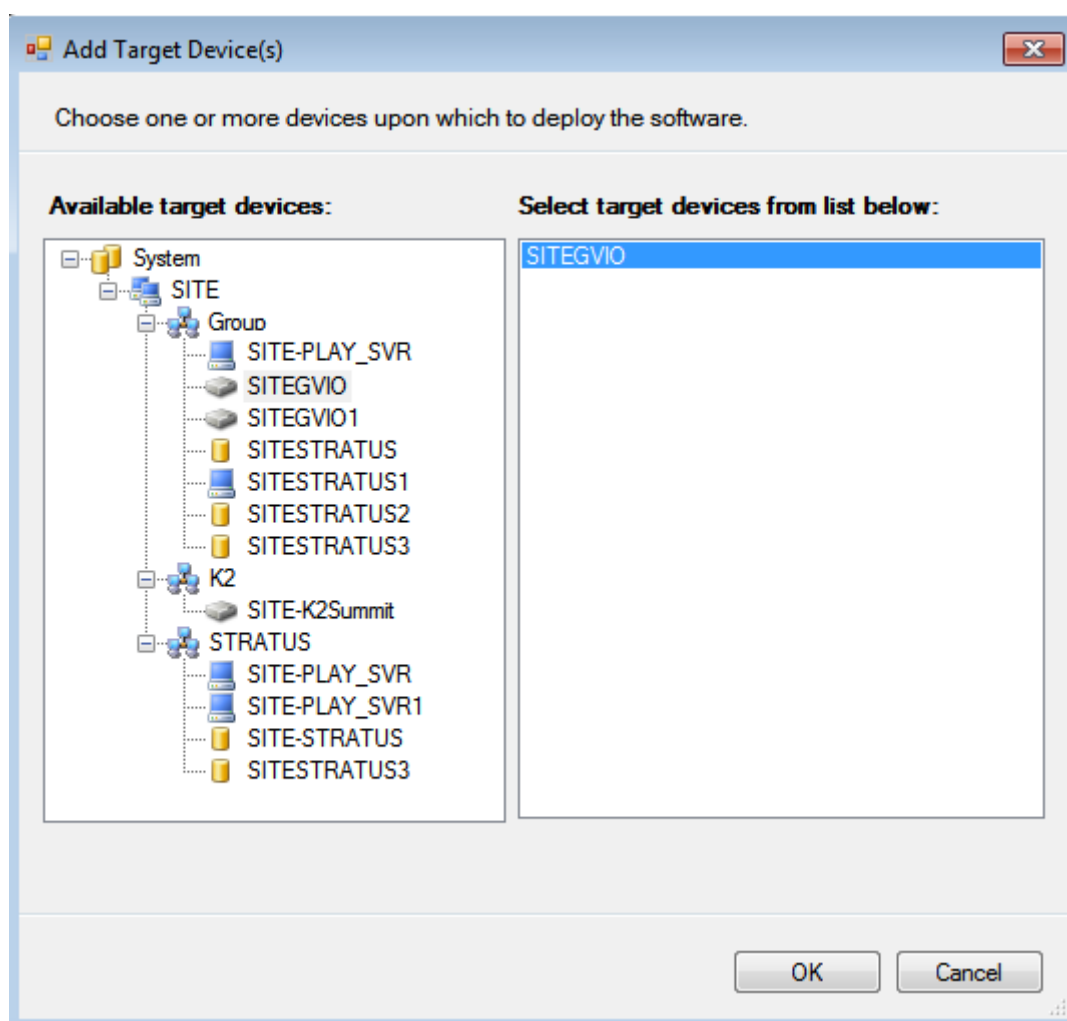 Add Target Device(s)
Choose one or more devices upon which to deploy the software.
Available target devices:
Select target devices from list below:
System
SITE
Group
SITE-PLAY_SVR
SITEGVIO
SITEGVIO1
SITESTRATUS
SITESTRATUS1
SITESTRATUS2
SITESTRATUS3
K2
SITE-K2Summit
STRATUS
SITE-PLAY_SVR
SITE-PLAY_SVR1
SITE-STRATUS
SITESTRATUS3
SITEGVIO
OK
Cancel